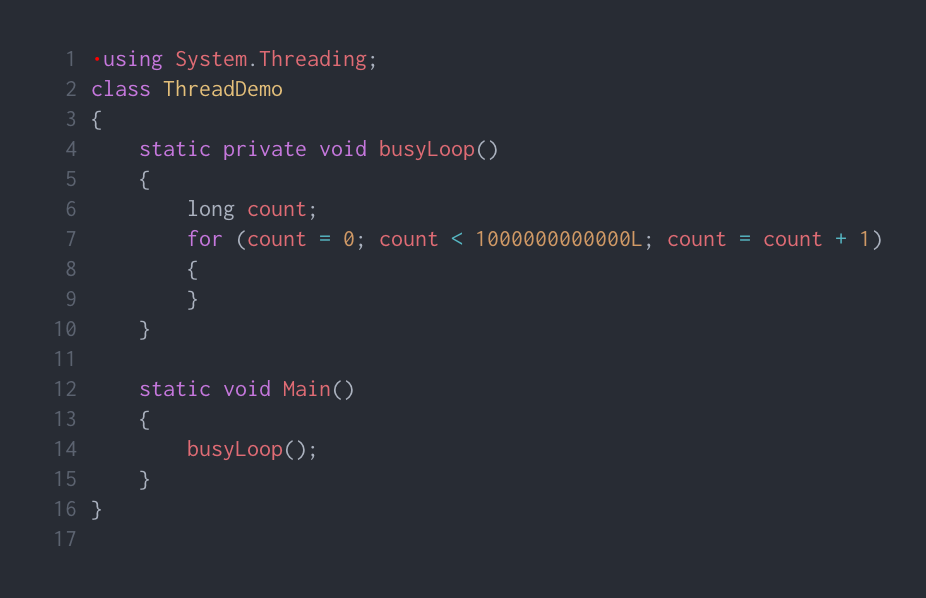 1 ·using System.Threading;
2 class ThreadDemo
3 {
4     static private void busyLoop()
5     {
6         long count;
7         for (count = 0; count < 1000000000000L; count = count + 1)
8         {
9         }
10     }
11
12     static void Main()
13     {
14         busyLoop();
15     }
16 }
17